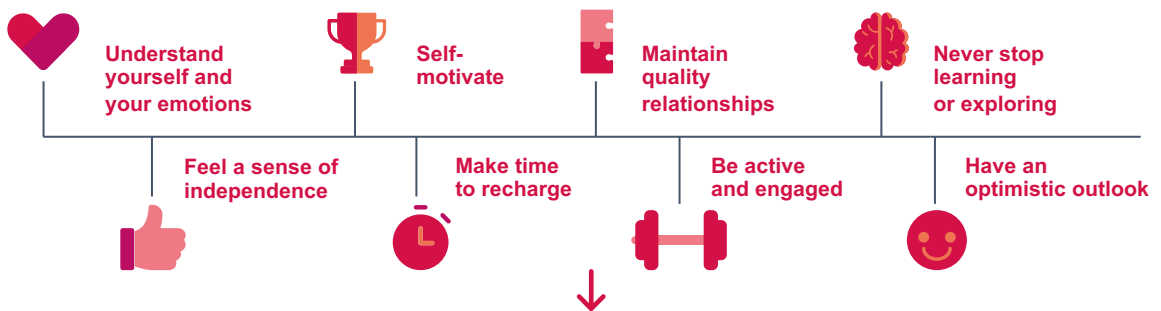 Understand
yourself and
your emotions
Self-
motivate
Maintain
quality
relationships
Never stop
learning
or exploring
Feel a sense of
independence
Make time
to recharge
Be active
and engaged
Have an
optimistic outlook